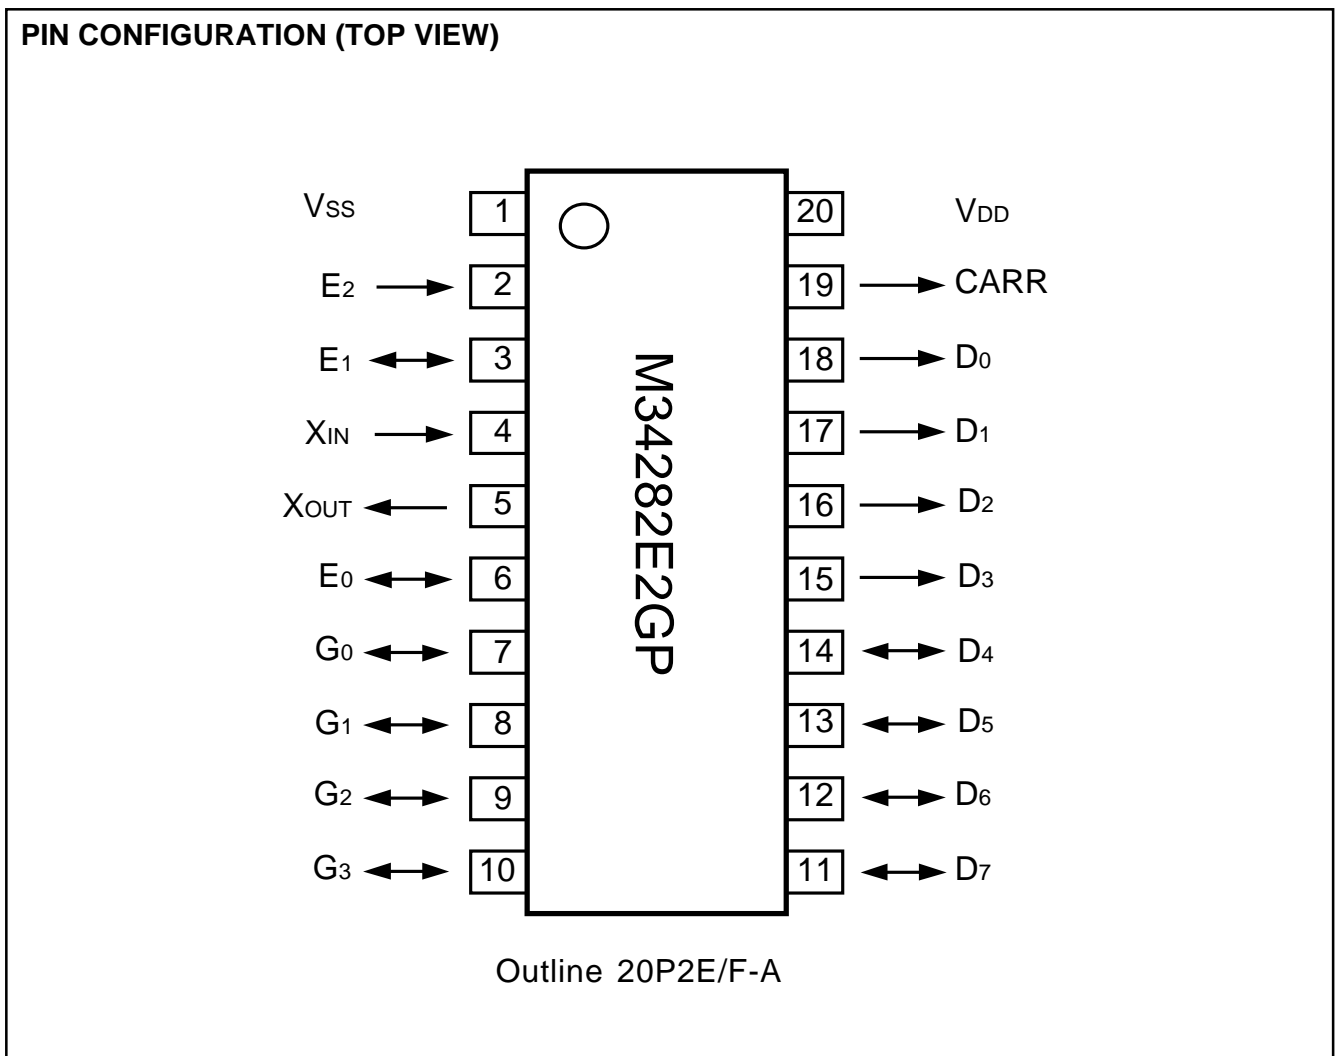 PIN CONFIGURATION (TOP VIEW)
VSS 1 20 VDD
E2 2 19 CARR
E1 3 18 D0
XIN 4 17 D1
XOUT 5 16 D2
E0 6 15 D3
G0 7 14 D4
G1 8 13 D5
G2 9 12 D6
G3 10 11 D7
M34282E2GP
Outline 20P2E/F-A